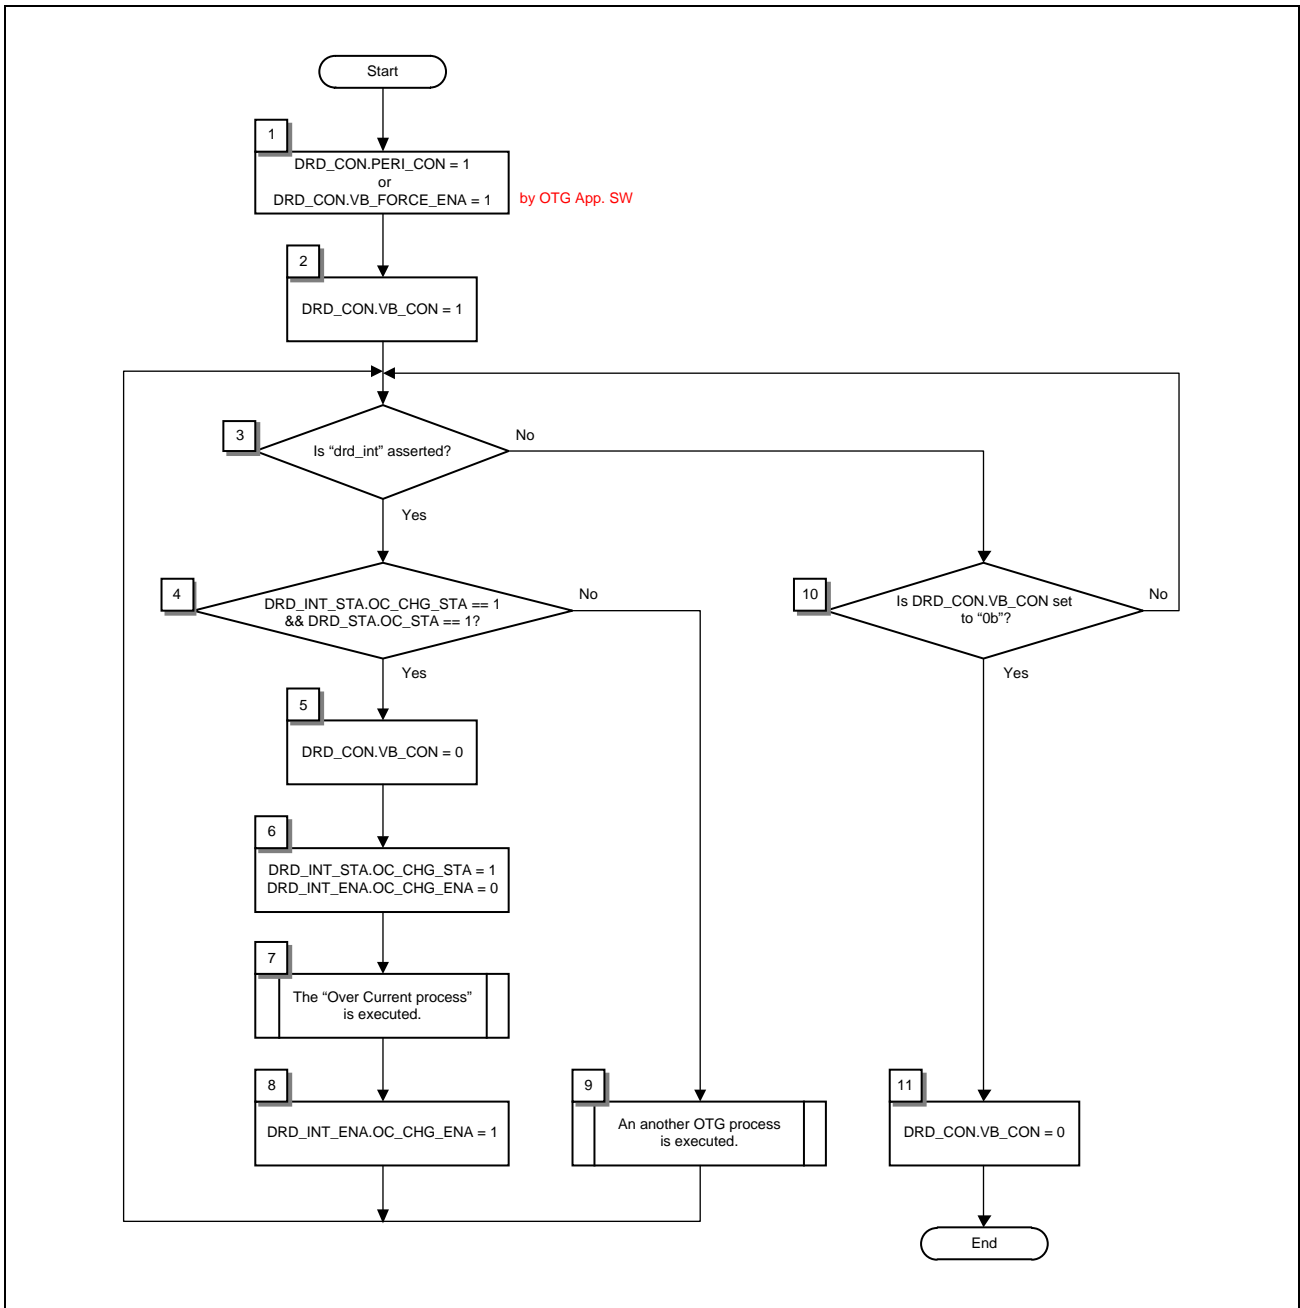 Start
1
DRD_CON.PERI_CON = 1
or
DRD_CON.VB_FORCE_ENA = 1
by OTG App. SW
2
DRD_CON.VB_CON = 1
3
Is “drd_int” asserted?
No
Yes
4
DRD_INT_STA.OC_CHG_STA == 1
&& DRD_STA.OC_STA == 1?
No
Yes
10
Is DRD_CON.VB_CON set
to “0b”?
No
Yes
5
DRD_CON.VB_CON = 0
6
DRD_INT_STA.OC_CHG_STA = 1
DRD_INT_ENA.OC_CHG_ENA = 0
7
The “Over Current process”
is executed.
8
DRD_INT_ENA.OC_CHG_ENA = 1
9
An another OTG process
is executed.
11
DRD_CON.VB_CON = 0
End